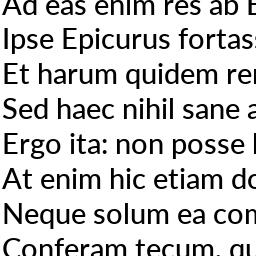 Ad eas enim res ab E
Ipse Epicurus fortas
Et harum quidem re
Sed haec nihil sane a
Ergo ita: non posse
At enim hic etiam do
Neque solum ea com
Conferam tecum, qu